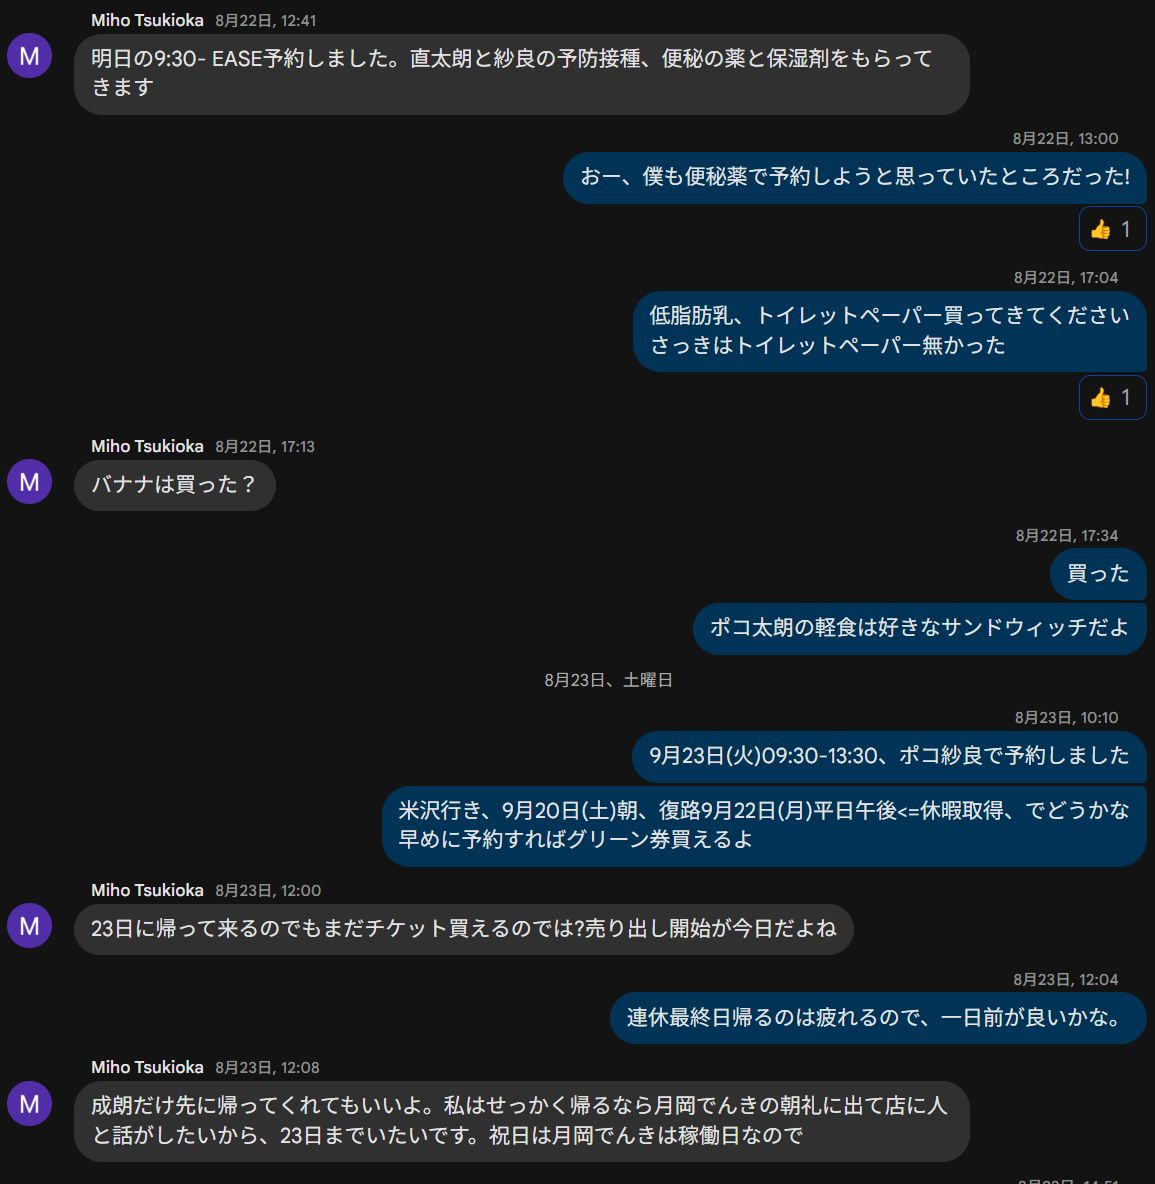 Miho Tsukioka 8月22日, 12:41
M
明日の9:30- EASE予約しました。直太朗と紗良の予防接種、便秘の薬と保湿剤をもらって
きます
8月22日, 13:00
おー、僕も便秘薬で予約しようと思っていたところだった!
👍 1
8月22日, 17:04
低脂肪乳、トイレットペーパー買ってきてください
さっきはトイレットペーパー無かった
👍 1
Miho Tsukioka 8月22日, 17:13
M
バナナは買った？
8月22日, 17:34
買った
ポコ太朗の軽食は好きなサンドウィッチだよ
8月23日、土曜日
8月23日, 10:10
9月23日(火)09:30-13:30、ポコ紗良で予約しました
米沢行き、9月20日(土)朝、復路9月22日(月)平日午後<=休暇取得、でどうかな
早めに予約すればグリーン券買えるよ
Miho Tsukioka 8月23日, 12:00
M
23日に帰って来るのでもまだチケット買えるのでは?売り出し開始が今日だよね
8月23日, 12:04
連休最終日帰るのは疲れるので、一日前が良いかな。
Miho Tsukioka 8月23日, 12:08
M
成朗だけ先に帰ってくれてもいいよ。私はせっかく帰るなら月岡でんきの朝礼に出て店に人
と話がしたいから、23日までいたいです。祝日は月岡でんきは稼働日なので